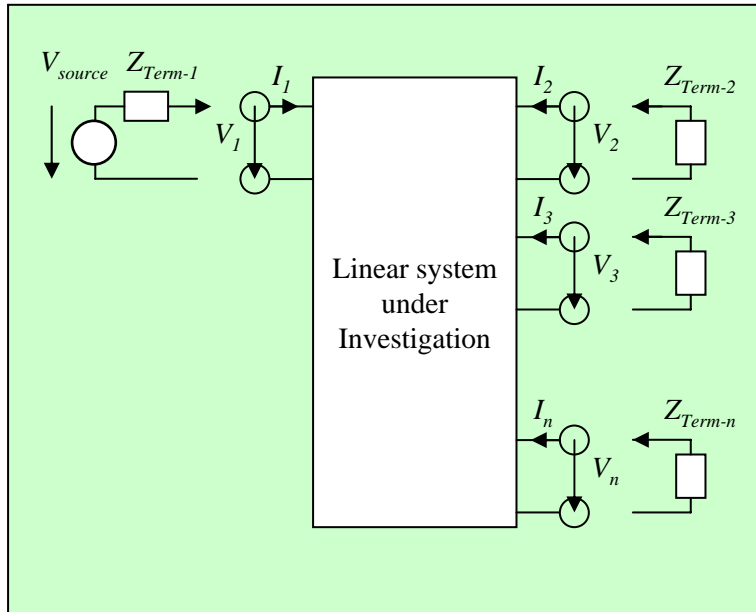 V_source Z_Term-1 I_1 I_2 Z_Term-2
V_1 V_2
I_3 Z_Term-3
V_3
Linear system
under
Investigation
I_n Z_Term-n
V_n